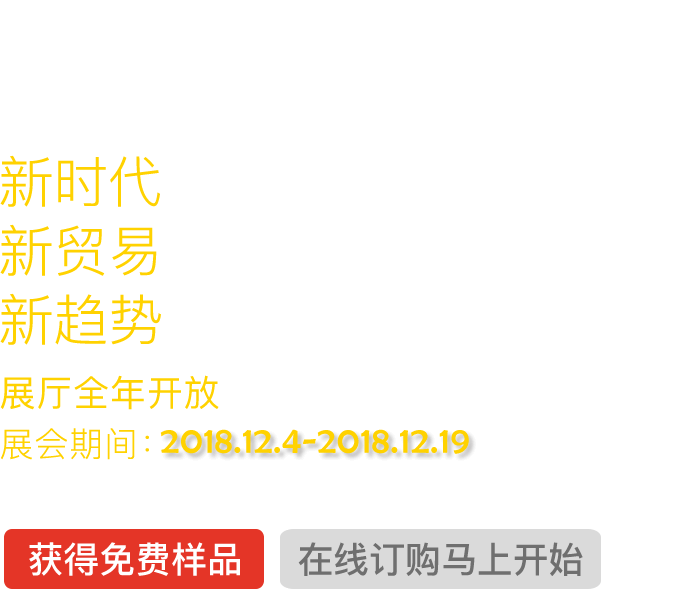 新时代
新贸易
新趋势
展厅全年开放
展会期间：2018.12.4-2018.12.19
获得免费样品
在线订购马上开始